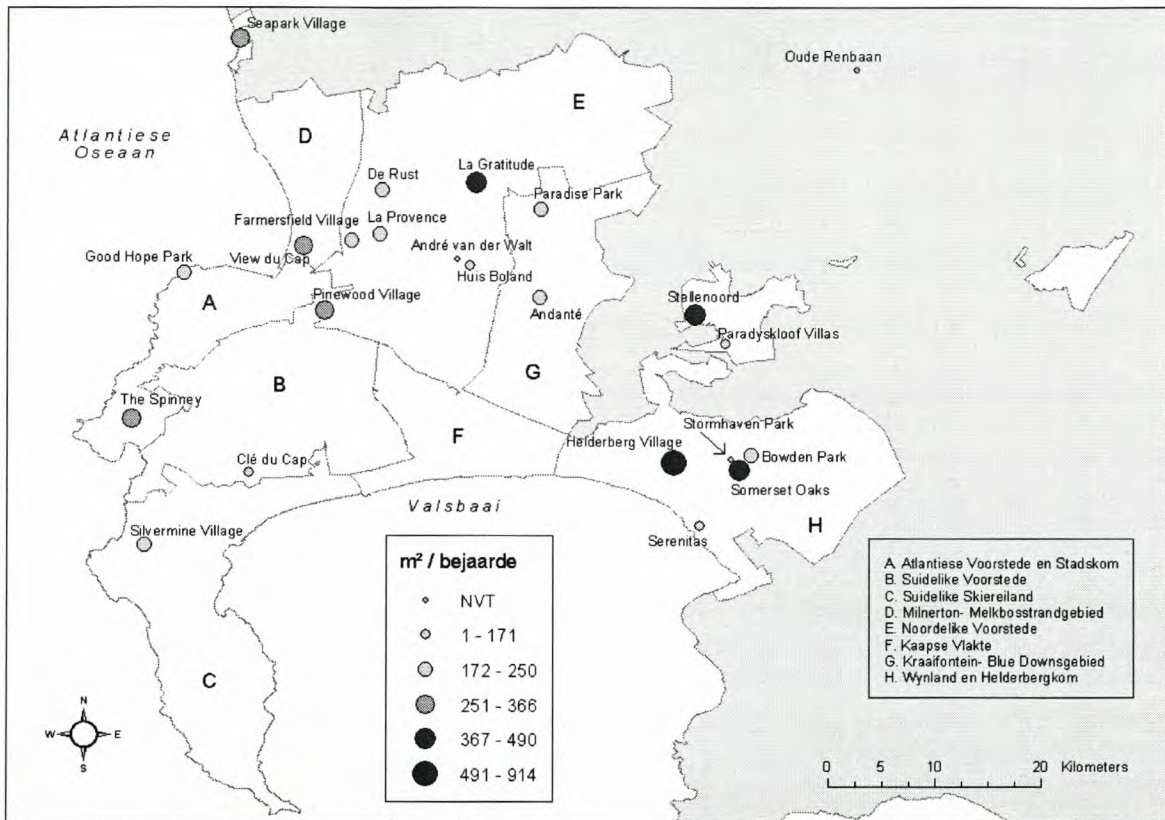 Seapark Village
Oude Renbaan
E
Atlantiese
Oseaan
D
La Gratitude
De Rust
Paradise Park
Farmersfield Village
La Provence
André van der Walt
View du Cap
Good Hope Park
Huis Boland
A
Pinewood Village
Stellenoord
Andanté
Paradyskloof Villas
G
B
The Spinney
Stormhaven Park
F
Helderberg Village
Bowden Park
Clé du Cap
Somerset Oaks
Valsbaai
H
Silvermine Village
Serenitas
C
m² / bejaarde
NVT
1 - 171
172 - 250
251 - 366
367 - 490
491 - 914
A. Atlantiese Voorstede en Stadskom
B. Suidelike Voorstede
C. Suidelike Skiereiland
D. Milnerton- Melkbosstrandgebied
E. Noordelike Voorstede
F. Kaapse Vlakte
G. Kraaifontein- Blue Downsgebied
H. Wynland en Helderbergkom
N
W E
S
0 5 10 20 Kilometers